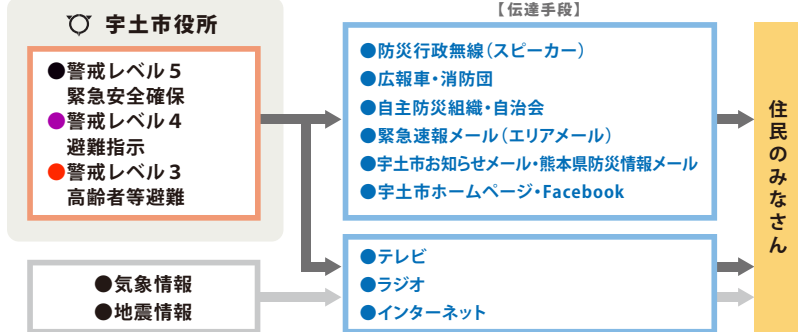 【伝達手段】
宇土市役所
●警戒レベル5
緊急安全確保
●警戒レベル4
避難指示
●警戒レベル3
高齢者等避難
●気象情報
●地震情報
●防災行政無線（スピーカー）
●広報車・消防団
●自主防災組織・自治会
●緊急速報メール（エリアメール）
●宇土市お知らせメール・熊本県防災情報メール
●宇土市ホームページ・Facebook
●テレビ
●ラジオ
●インターネット
住民のみなさん